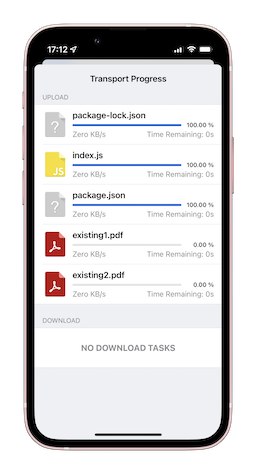 17:12
Transport Progress
UPLOAD
package-lock.json
100.00 %
Zero KB/s Time Remaining: 0s
index.js
100.00 %
JS
Zero KB/s Time Remaining: 0s
package.json
100.00 %
?
Zero KB/s Time Remaining: 0s
existing1.pdf
0.00 %
Zero KB/s Time Remaining: 0s
existing2.pdf
0.00 %
Zero KB/s Time Remaining: 0s
DOWNLOAD
NO DOWNLOAD TASKS